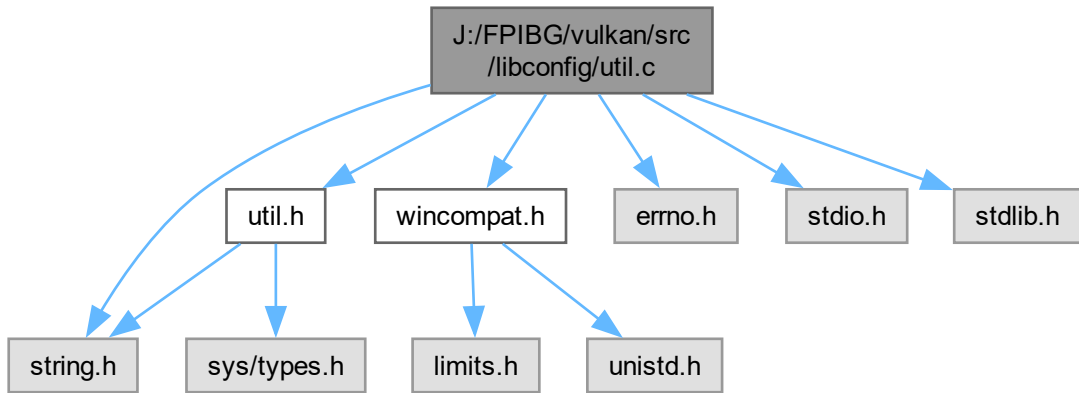 J:/FPIBG/vulkan/src
/libconfig/util.c
util.h
wincompat.h
errno.h
stdio.h
stdlib.h
string.h
sys/types.h
limits.h
unistd.h